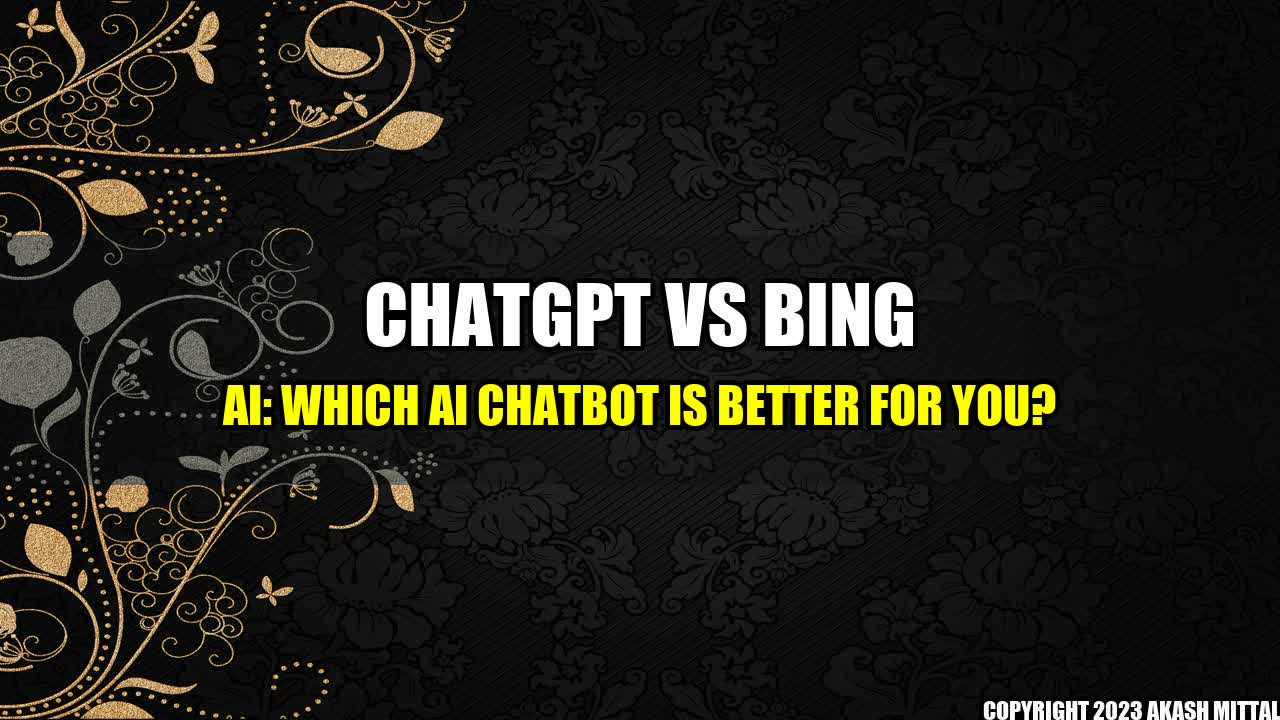 CHATGPT VS BING
AI: WHICH AI CHATBOT IS BETTER FOR YOU?
COPYRIGHT 2023 AKASH MITTAL